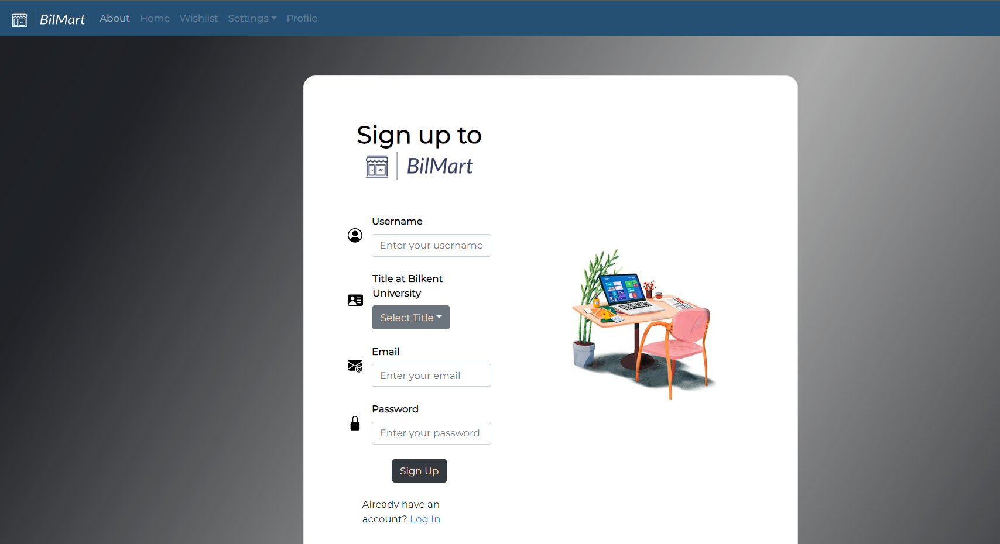 BilMart About Home Wishlist Settings Profile
Sign up to
BilMart
Username
Enter your username
Title at Bilkent
University
Select Title
Email
Enter your email
Password
Enter your password
Sign Up
Already have an
account? Log In